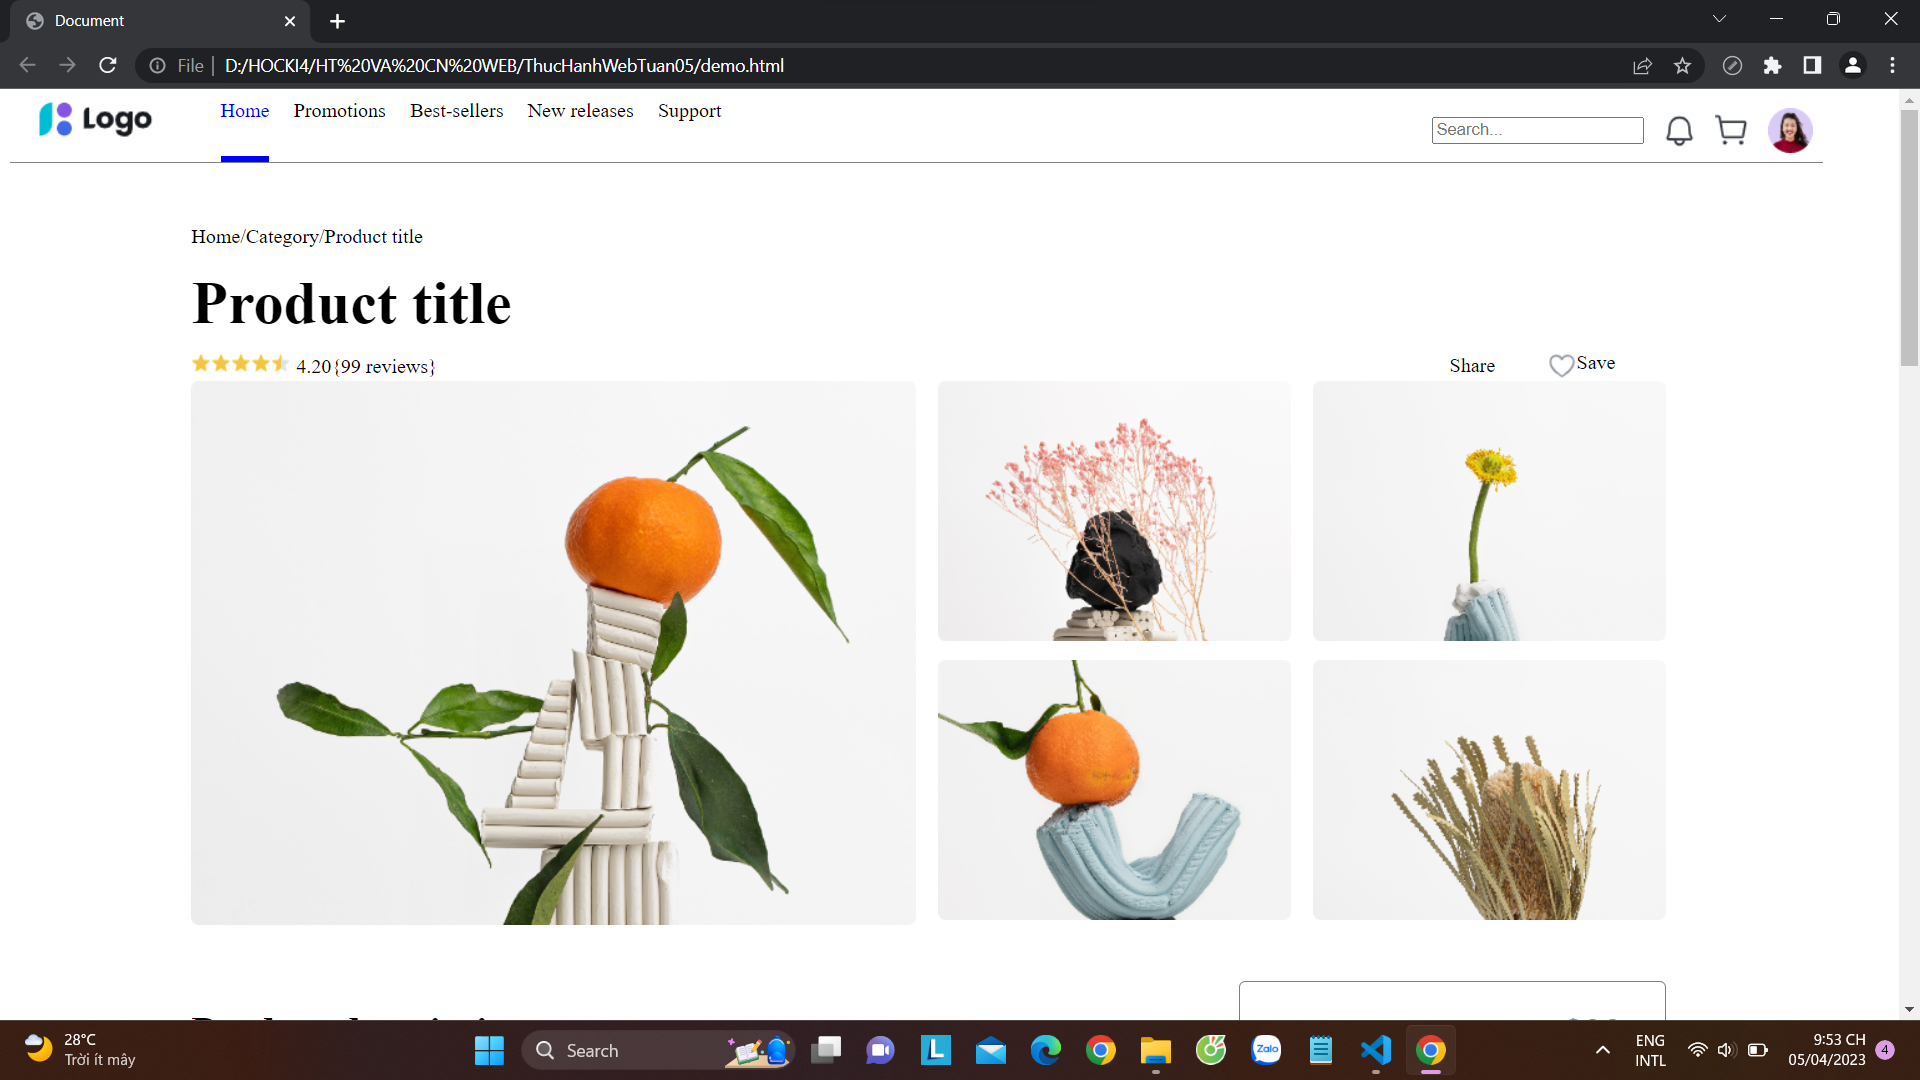 Document
File
D:/HOCKI4/HT%20VA%20CN%20WEB/ThucHanhWebTuan05/demo.html
Logo
Home
Promotions
Best-sellers
New releases
Support
Search...
Home/Category/Product title
Product title
4.20{99 reviews}
Share
Save
28°C
Trời ít mây
Search
L
Zalo
ENG
INTL
9:53 CH
05/04/2023
4